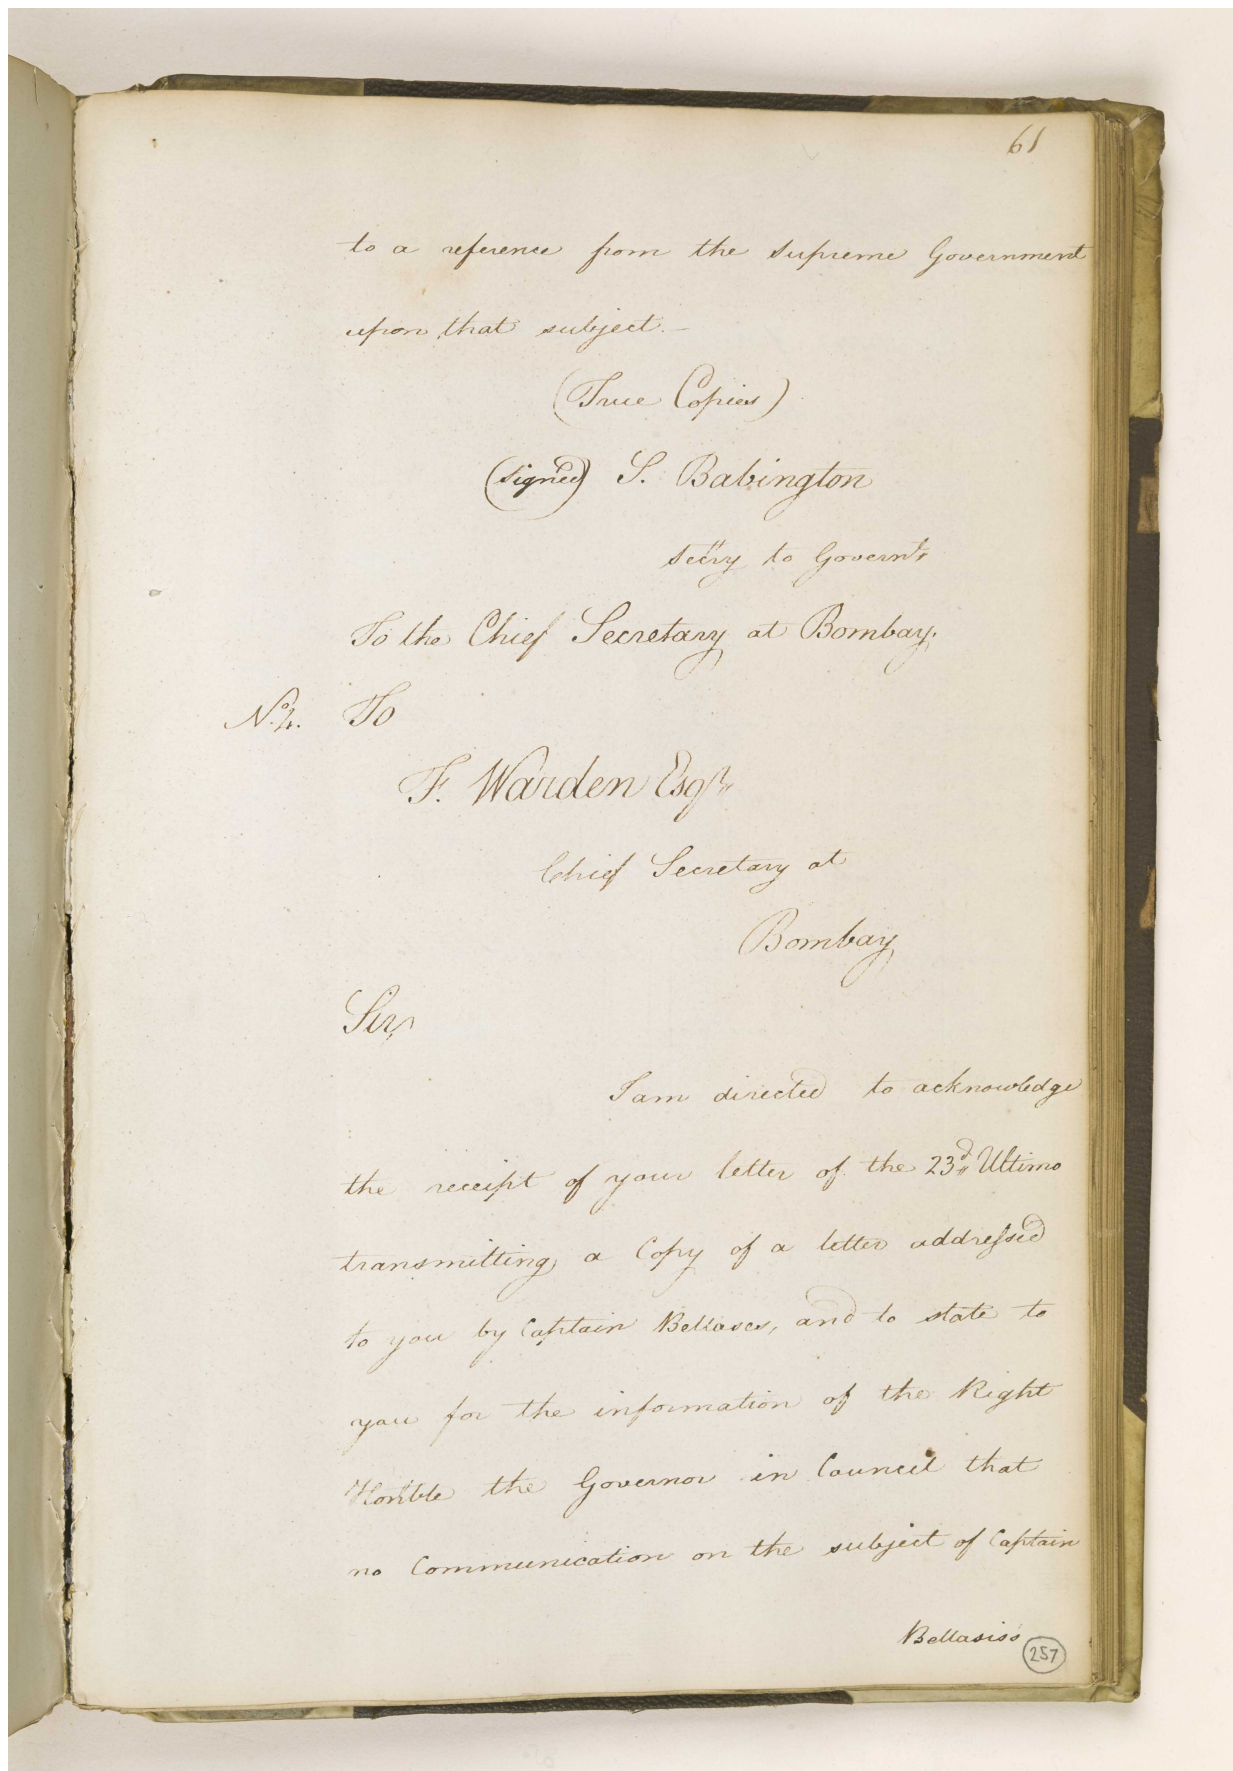 61
to a reference from the Supreme Government
upon that subject. —
(True Copies)
(signed) S. Babington
Secry to Governt
To the Chief Secretary at Bombay.
No. 4. To
F. Warden Esqr
Chief Secretary at
Bombay
Sir,
I am directed to acknowledge
the receipt of your letter of the 23d Ultimo
transmitting a Copy of a letter addressed
to you by Captain Bellases, and to state to
you for the information of the Right
Honble the Governor in Council that
no Communication on the subject of Captain
Bellasiss
257